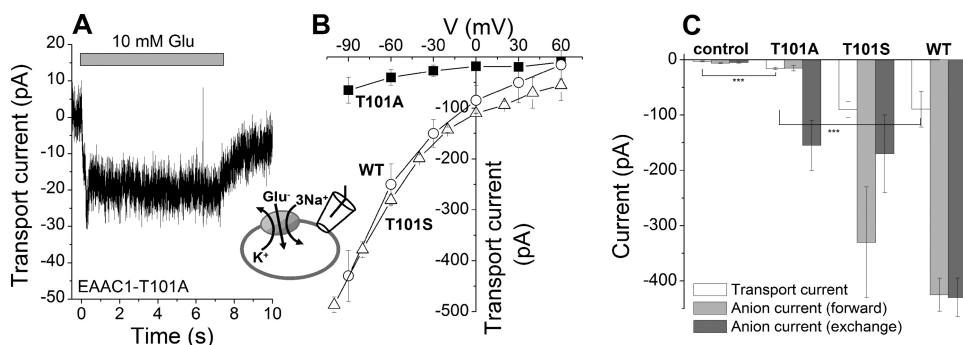 A
10 mM Glu
20
10
0
-10
-20
-30
-40
-50
Transport current (pA)
EAAC1-T101A
0 2 4 6 8 10
Time (s)
B
V (mV)
-90 -60 -30 0 30 60
T101A
WT
T101S
-100
-200
-300
-400
-500
Transport current
(pA)
Glu⁻
3Na⁺
K⁺
C
control T101A T101S WT
0
-100
-200
-300
-400
Current (pA)
***
***
Transport current
Anion current (forward)
Anion current (exchange)